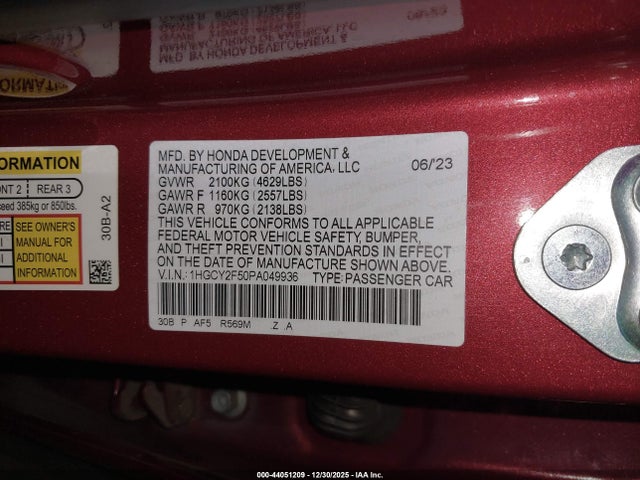 MFD. BY HONDA DEVELOPMENT &
MANUFACTURING OF AMERICA, LLC 06/'23
GVWR 2100KG (4629LBS)
GAWR F 1160KG (2557LBS)
GAWR R 970KG (2138LBS)
THIS VEHICLE CONFORMS TO ALL APPLICABLE
FEDERAL MOTOR VEHICLE SAFETY, BUMPER,
AND THEFT PREVENTION STANDARDS IN EFFECT
ON THE DATE OF MANUFACTURE SHOWN ABOVE.
V.I.N.: 1HGCY2F50PA049936 TYPE:PASSENGER CAR
30B P AF5 R569M .Z .A
ORMATION
ONT 2 REAR 3
ceed 385kg or 850lbs.
RE
SEE OWNER'S
MANUAL FOR
ADDITIONAL
INFORMATION
30B-A2
000-44051209 - 12/30/2025 - IAA Inc.